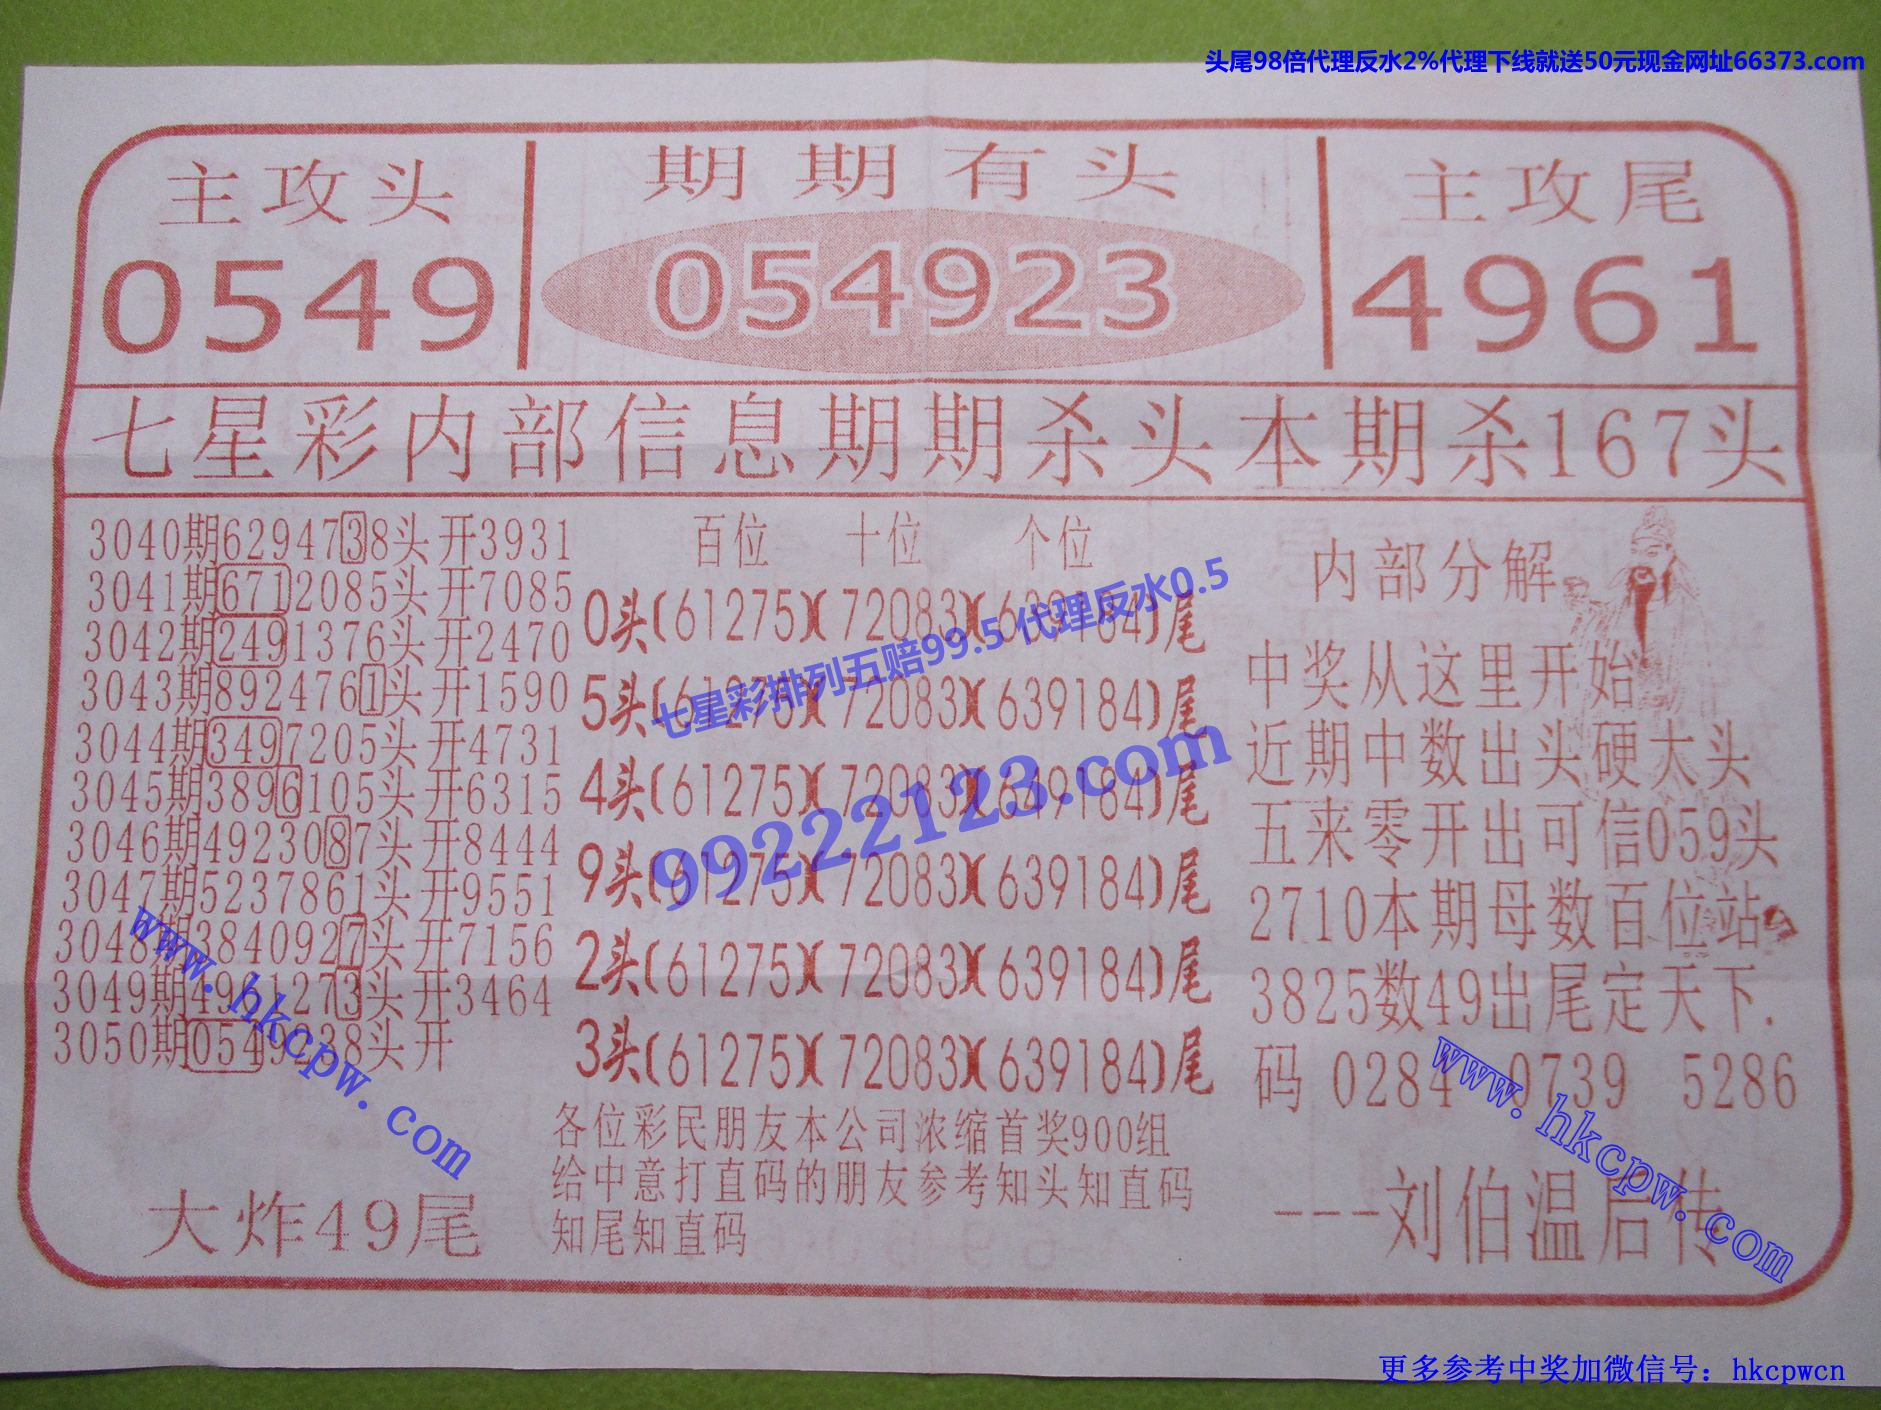 头尾98倍代理反水2%代理下线就送50元现金网址66373.com
主攻头 期期有头 主攻尾
0549 054923 4961
七星彩内部信息期期杀头本期杀167头
3040期6294738头开3931
3041期6712085头开7085
3042期2491376头开2470
3043期8924761头开1590
3044期3497205头开4731
3045期3896105头开6315
3046期4923087头开8444
3047期5237861头开9551
3048期3840927头开7156
3049期4961273头开3464
3050期0549238头开
大炸49尾
百位 十位 个位
0头(61275)(72083)(639184)尾
5头(61275)(72083)(639184)尾
4头(61275)(72083)(649184)尾
9头(61275)(72083)(639184)尾
2头(61275)(72083)(639184)尾
3头(61275)(72083)(639184)尾
各位彩民朋友本公司浓缩首奖900组
给中意打直码的朋友参考知头知直码
知尾知直码
内部分解
中奖从这里开始
近期中数出头硬太头
五来零开出可信059头
2710本期母数百位站
3825数49出尾定天下.
码 0284 0739 5286
---刘伯温后传
七星彩排列五赔99.5 代理反水0.5
99222123.com
www.hkcpw.com
www.hkcpw.com
更多参考中奖加微信号：hkcpwcn